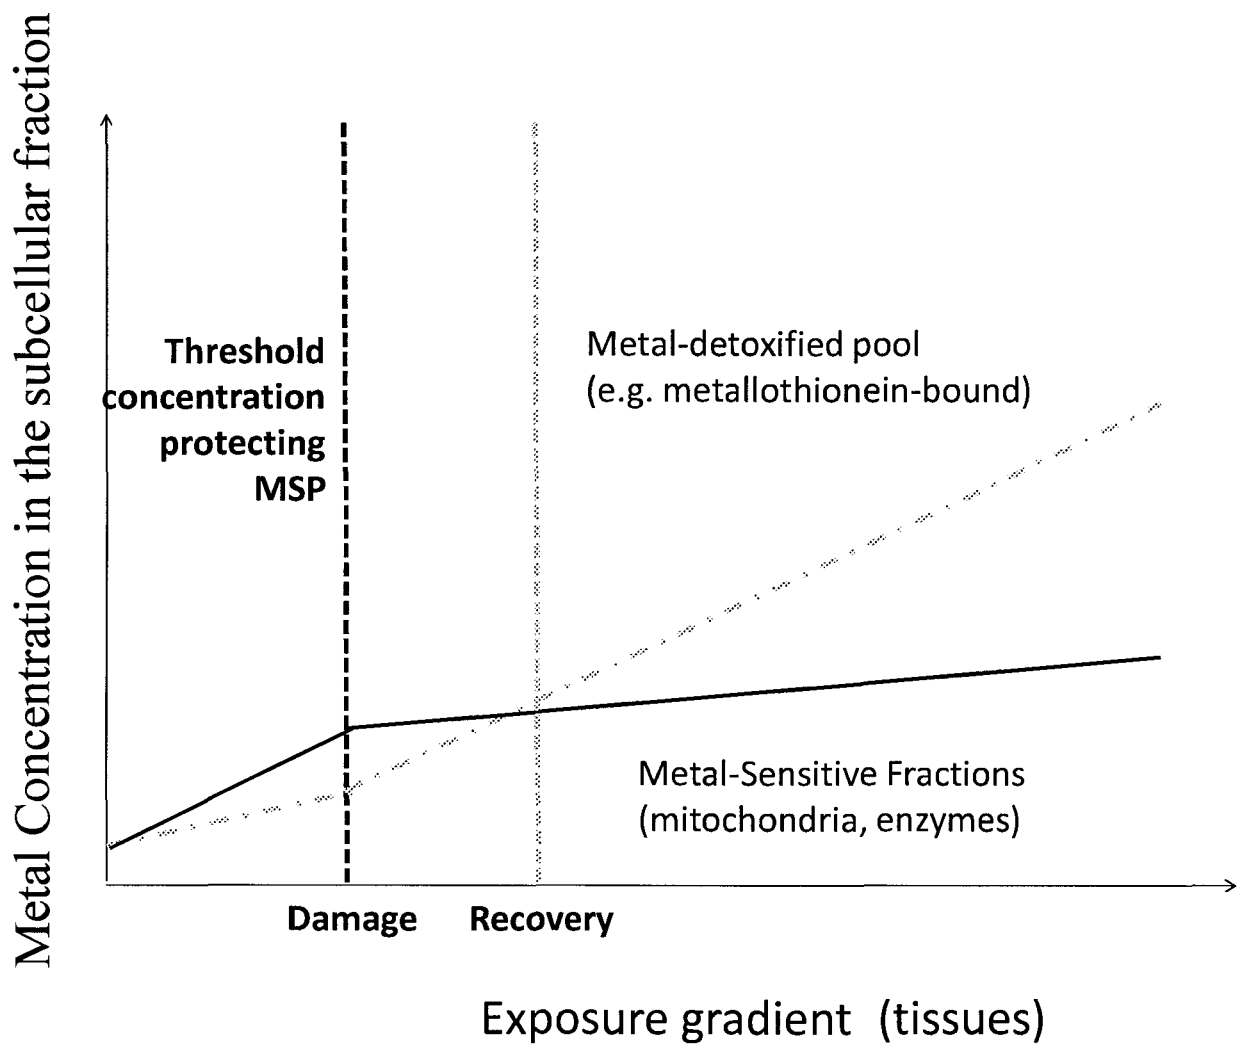 Metal Concentration in the subcellular fraction
Threshold
concentration
protecting
MSP
Metal-detoxified pool
(e.g. metallothionein-bound)
Metal-Sensitive Fractions
(mitochondria, enzymes)
Damage
Recovery
Exposure gradient (tissues)